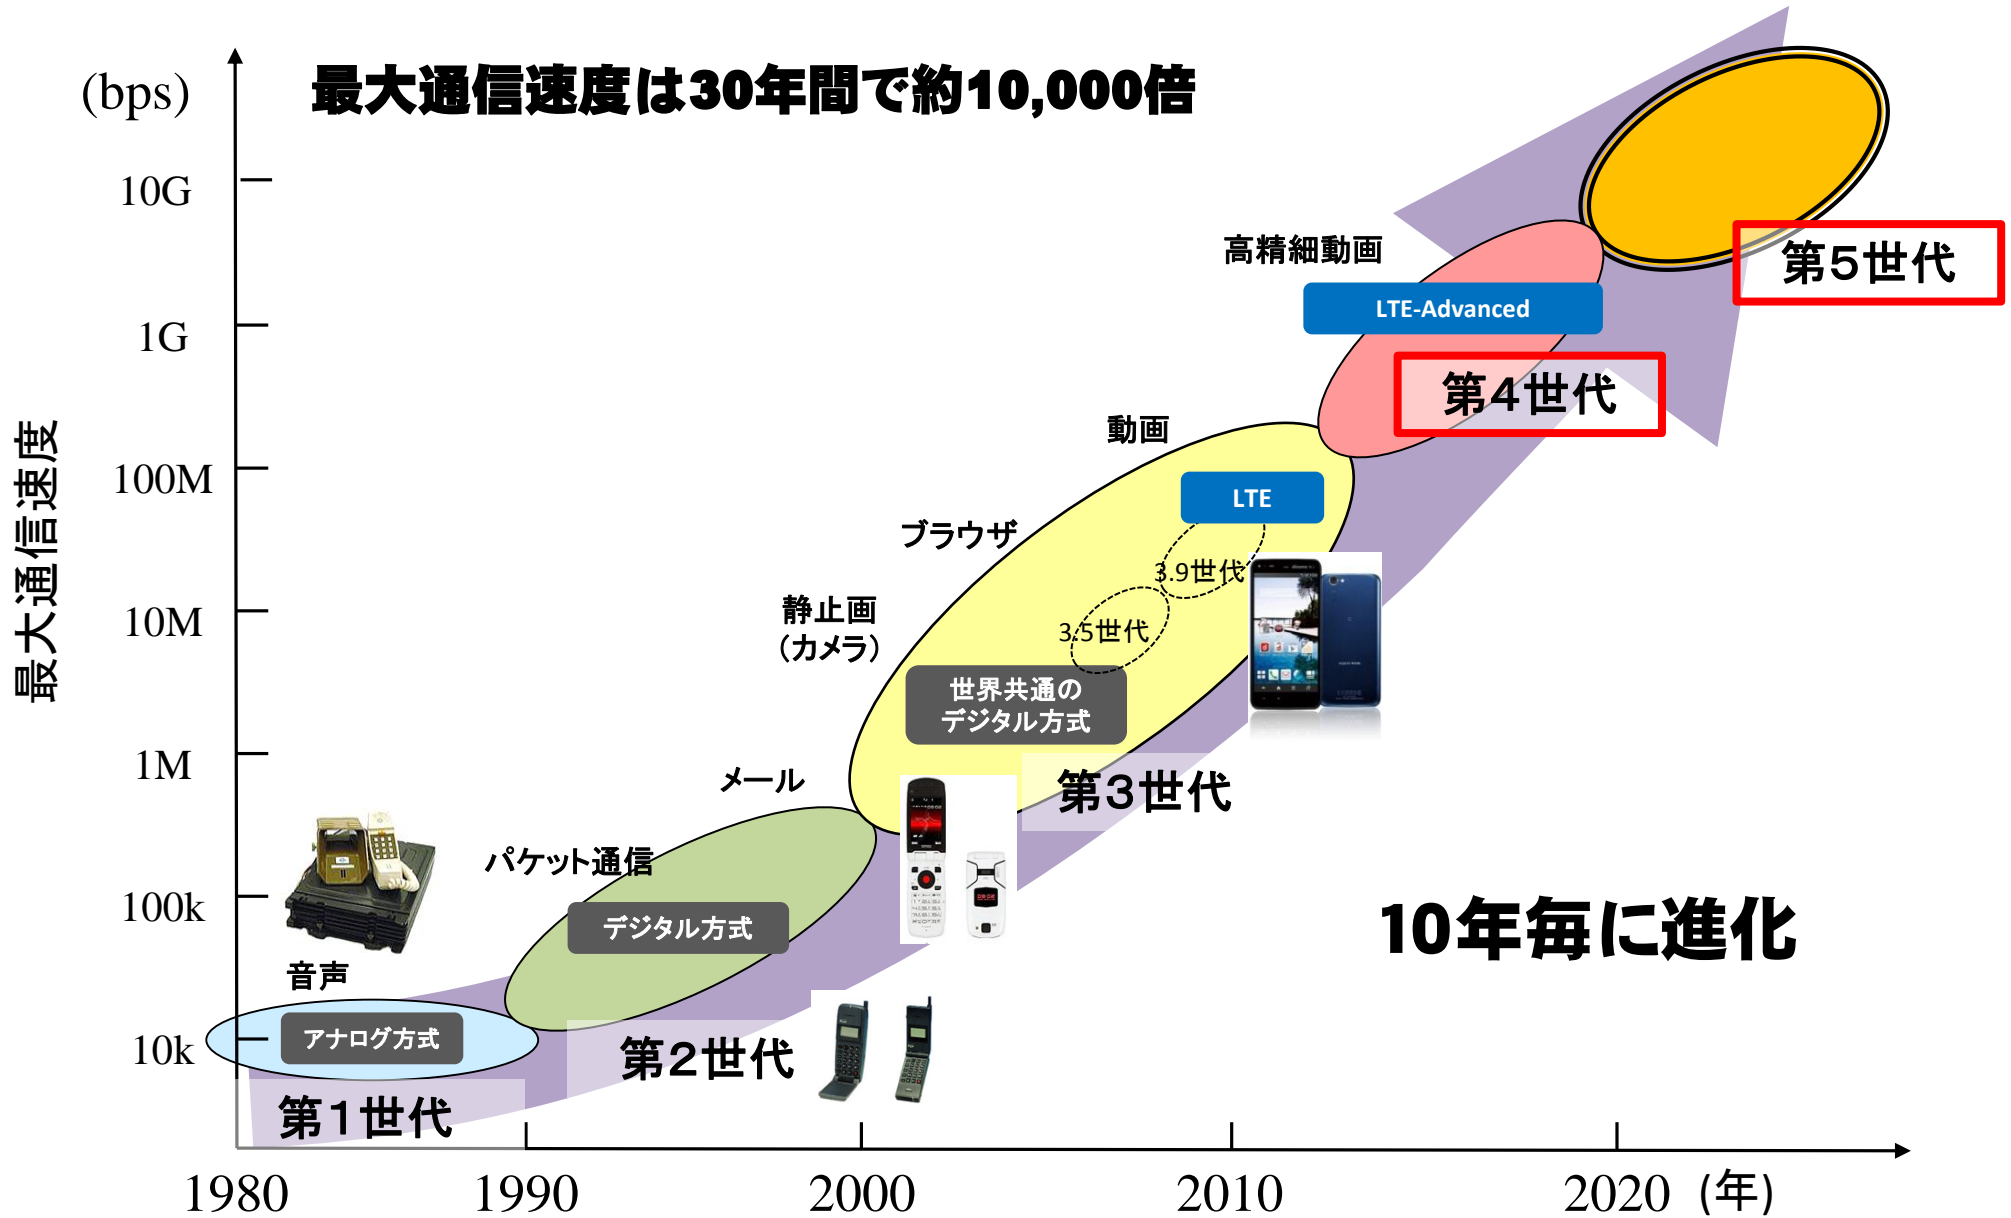 最大通信速度は30年間で約10,000倍
(bps)
10G
1G
100M
10M
1M
100k
10k
最大通信速度
第５世代
高精細動画
LTE-Advanced
第４世代
動画
LTE
ブラウザ
3.9世代
静止画
（カメラ）
3.5世代
世界共通の
デジタル方式
第３世代
メール
パケット通信
デジタル方式
第２世代
音声
アナログ方式
第１世代
10年毎に進化
1980
1990
2000
2010
2020
(年)